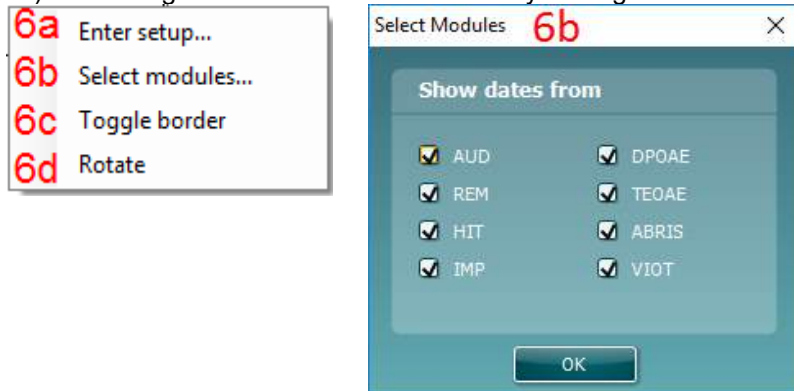 6a Enter setup...
6b Select modules...
6c Toggle border
6d Rotate
Select Modules 6b
Show dates from
AUD DPOAE
REM TEOAE
HIT ABRIS
IMP VIOT
OK